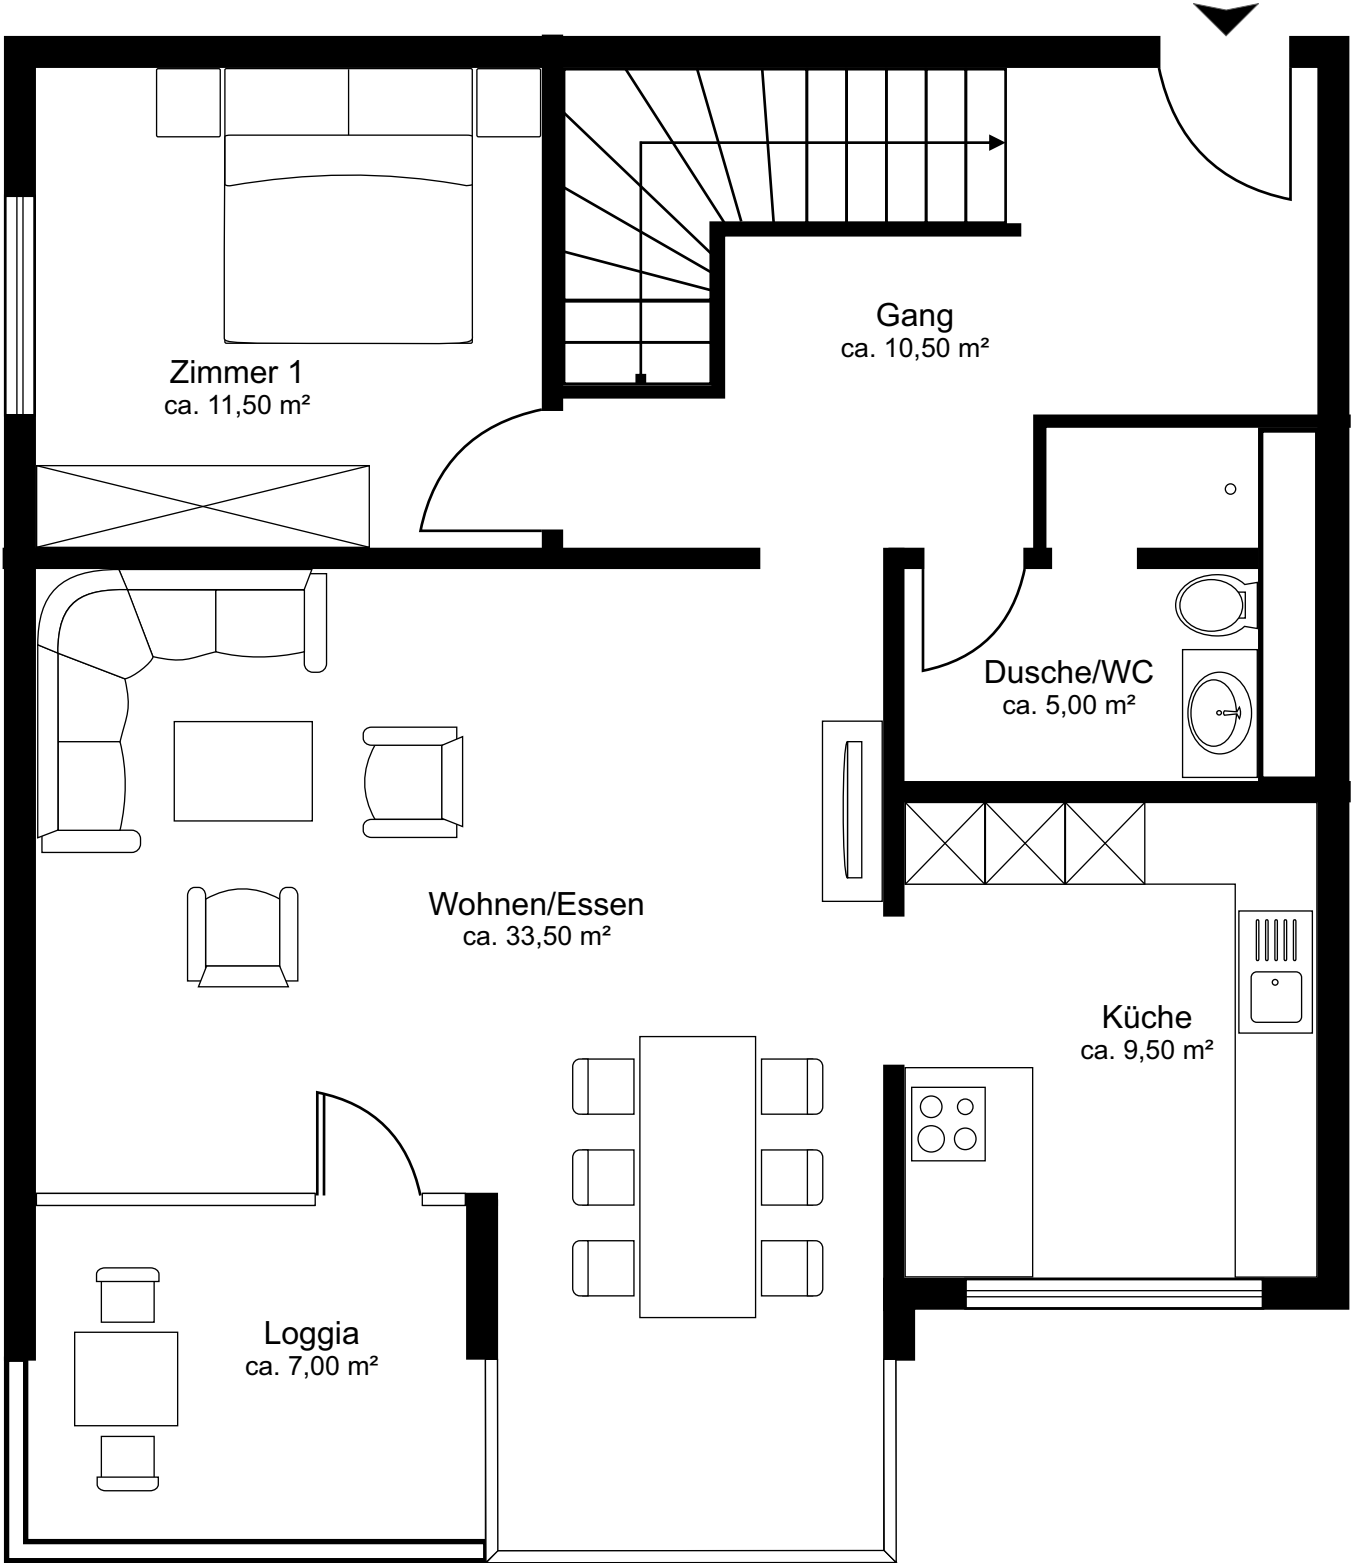 Gang
ca. 10,50 m²
Zimmer 1
ca. 11,50 m²
Dusche/WC
ca. 5,00 m²
Wohnen/Essen
ca. 33,50 m²
Küche
ca. 9,50 m²
Loggia
ca. 7,00 m²